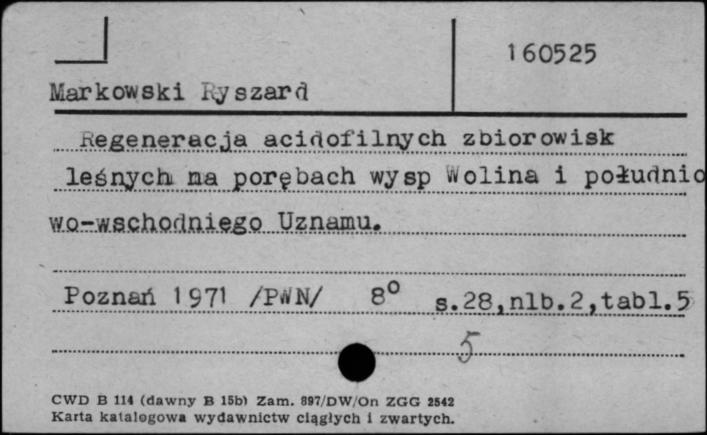 160525
Markowski Ryszard
Regeneracja acidofilnych zbiorowisk
leśnych na porębach wysp Wolina i południo
wo-wschodniego Uznamu.
Poznań 1971 /PWN/ 8° s.28,nlb.2,tabl.5
5
CWD B 114 (dawny B 15b) Zam. 897/DW/On ZGG 2542
Karta katalogowa wydawnictw ciągłych i zwartych.